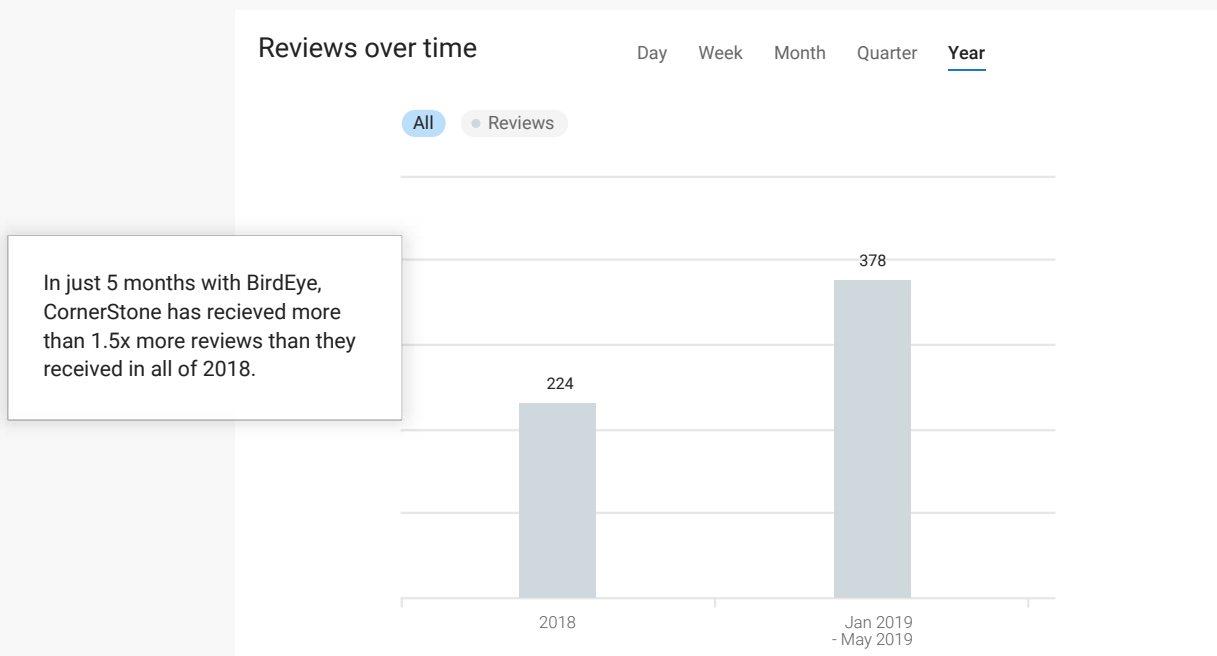 Reviews over time
Day Week Month Quarter Year
All Reviews
In just 5 months with BirdEye,
CornerStone has recieved more
than 1.5x more reviews than they
received in all of 2018.
378
224
2018
Jan 2019
- May 2019